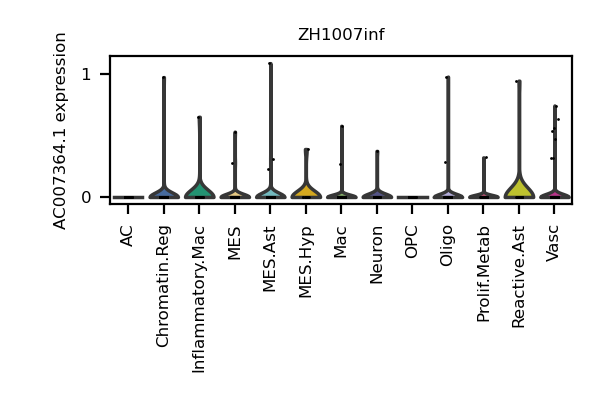 ZH1007inf
AC007364.1 expression
1
0
AC
Chromatin.Reg
Inflammatory.Mac
MES
MES.Ast
MES.Hyp
Mac
Neuron
OPC
Oligo
Prolif.Metab
Reactive.Ast
Vasc